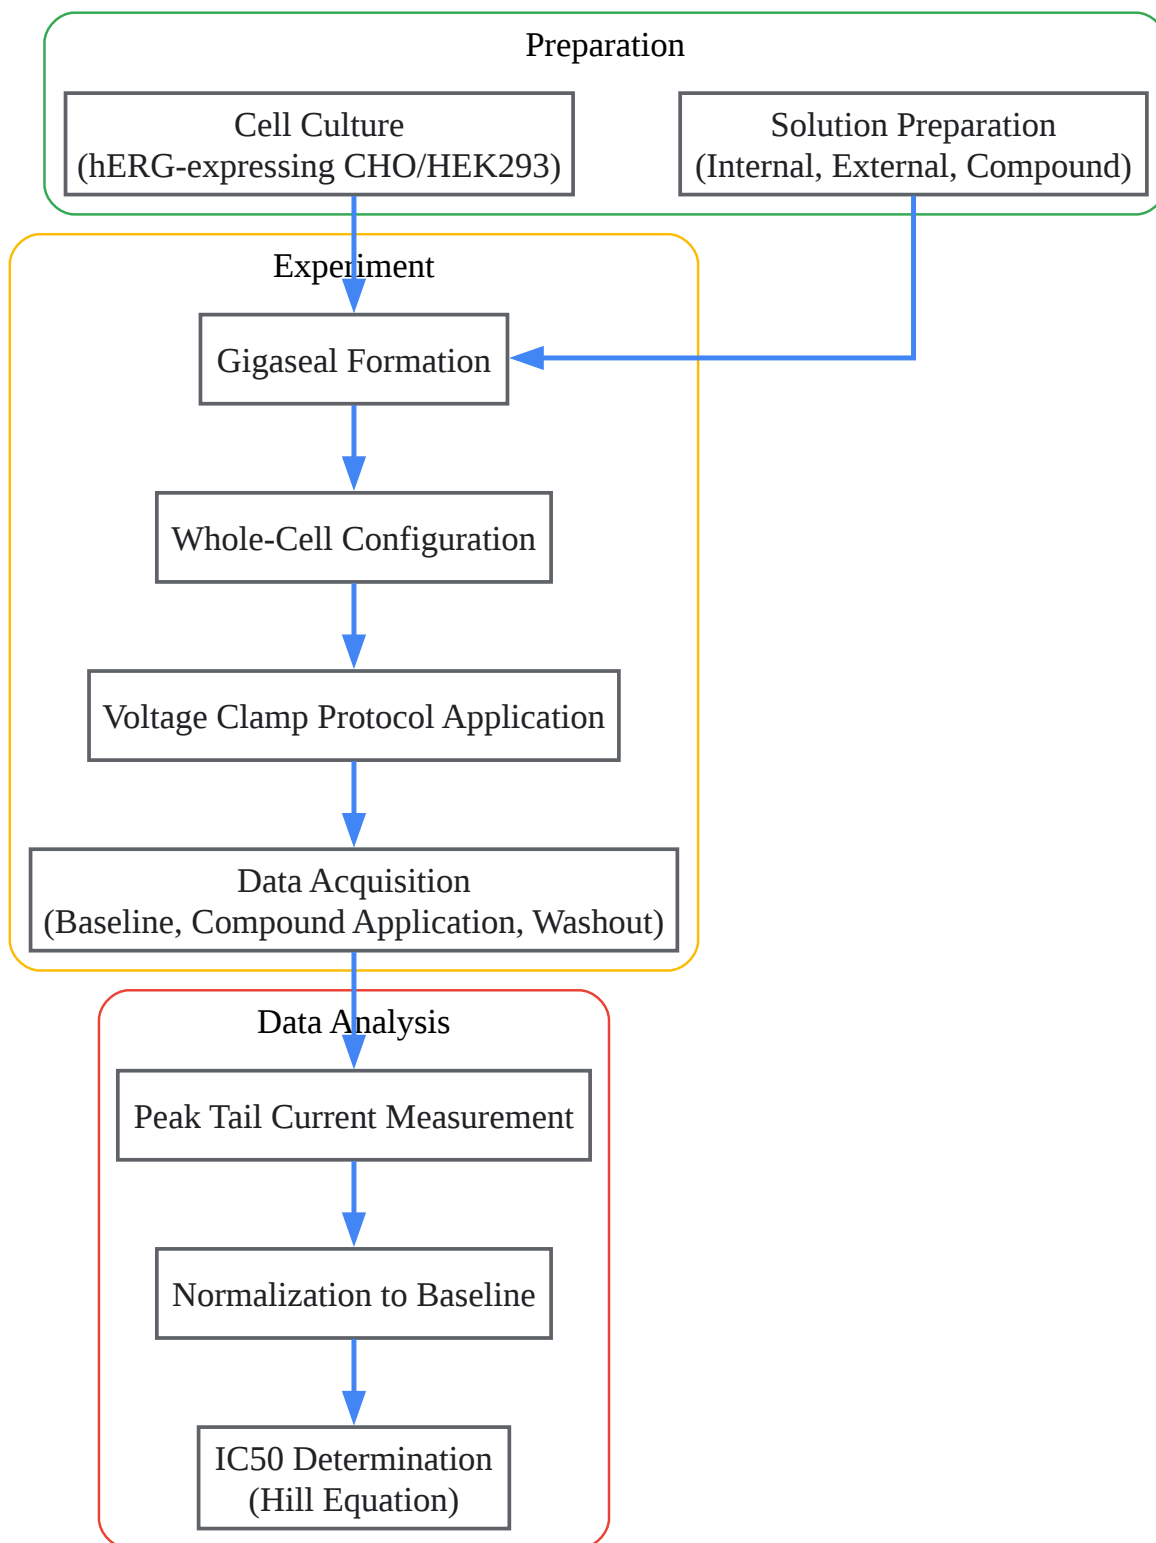 Preparation
Cell Culture
(hERG-expressing CHO/HEK293)
Solution Preparation
(Internal, External, Compound)
Experiment
Gigaseal Formation
Whole-Cell Configuration
Voltage Clamp Protocol Application
Data Acquisition
(Baseline, Compound Application, Washout)
Data Analysis
Peak Tail Current Measurement
Normalization to Baseline
IC50 Determination
(Hill Equation)